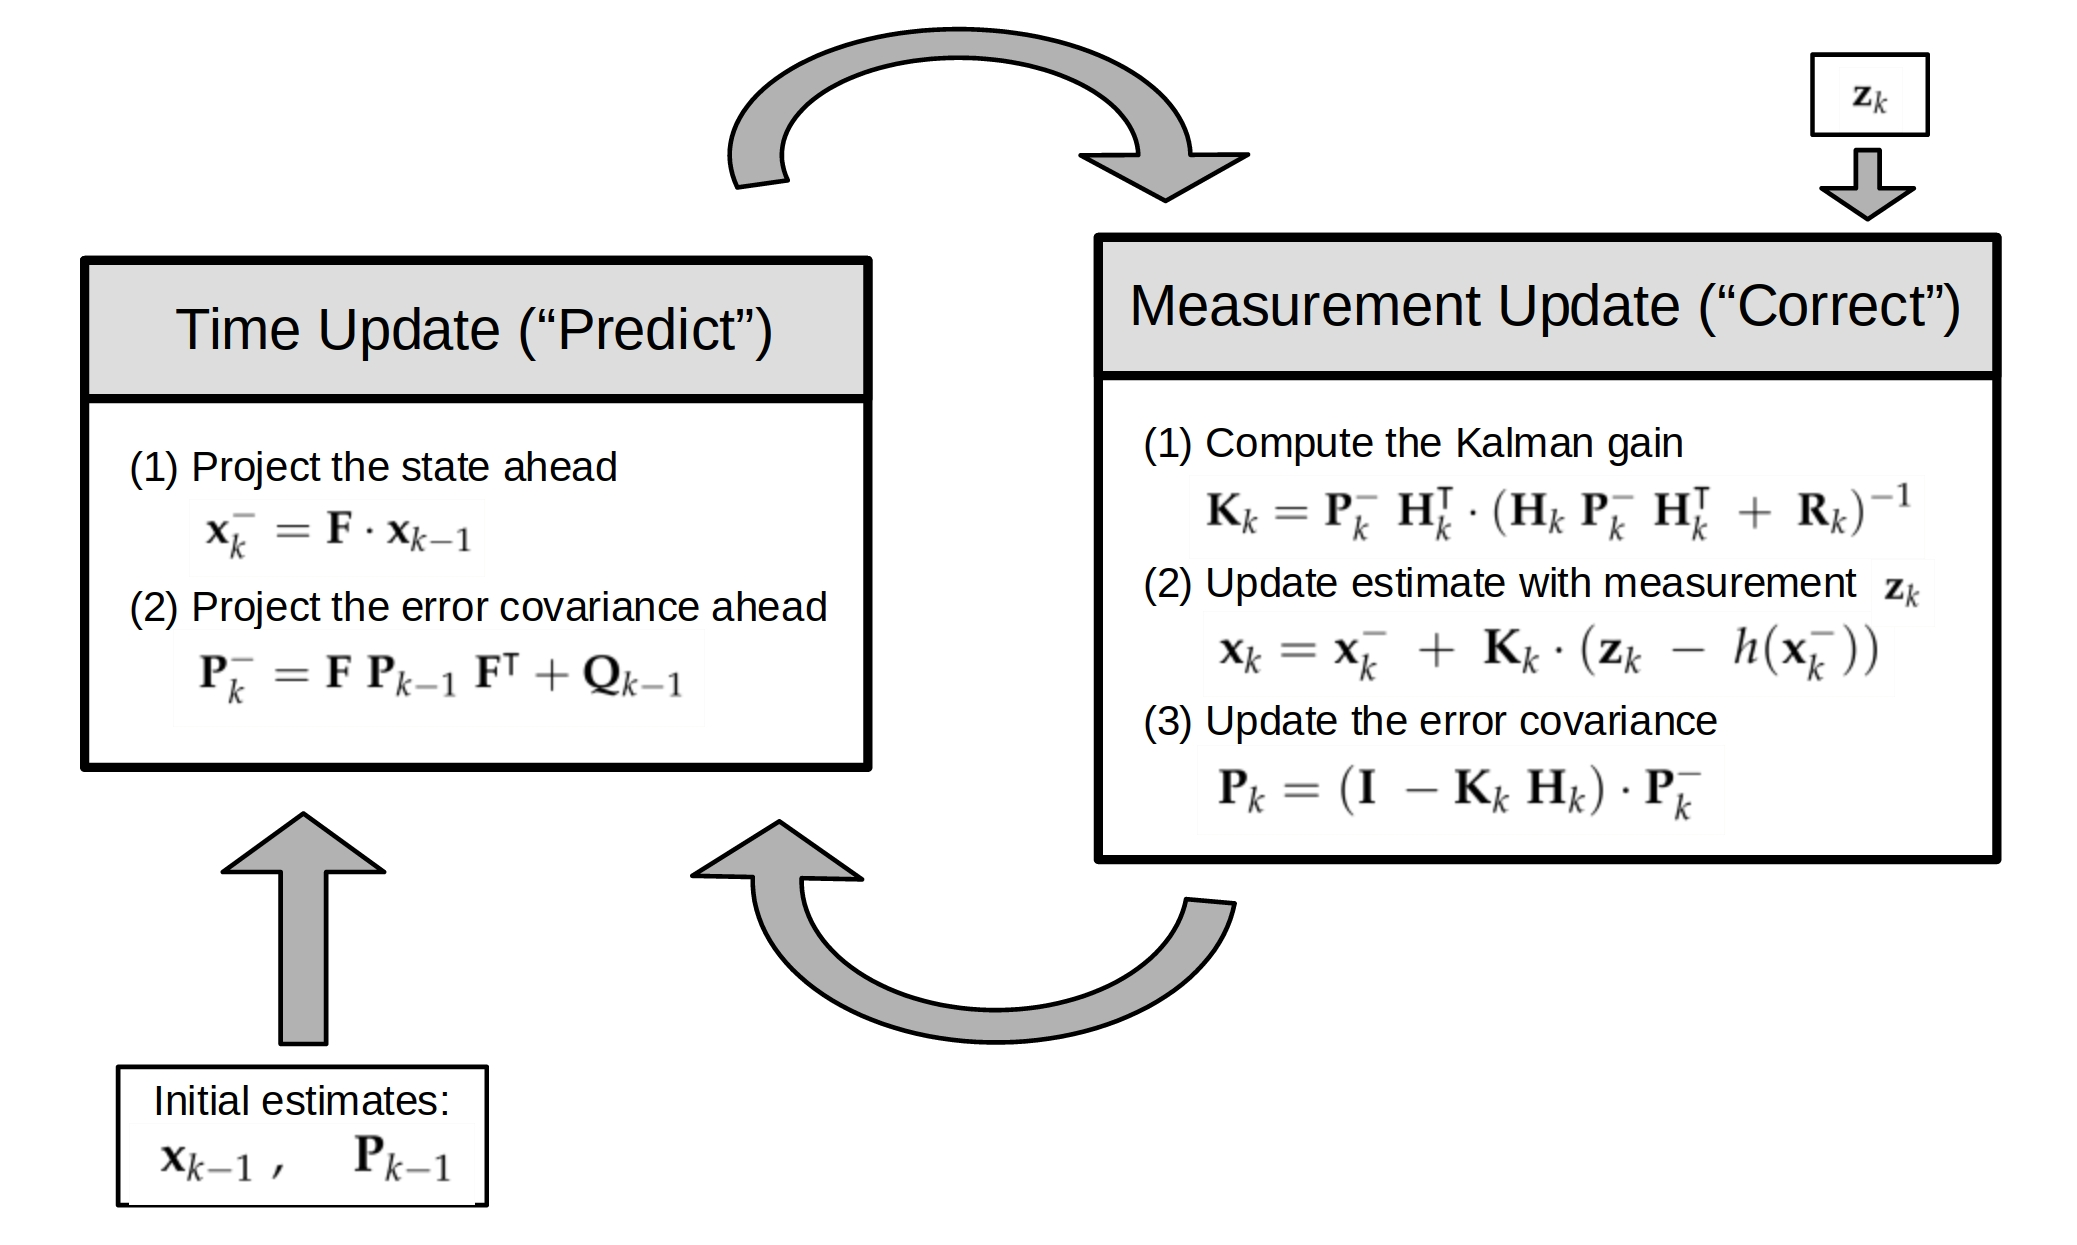 z_k
Time Update (“Predict”)
(1) Project the state ahead
x_k^− = F · x_{k−1}
(2) Project the error covariance ahead
P_k^− = F P_{k−1} F^T + Q_{k−1}
Measurement Update (“Correct”)
(1) Compute the Kalman gain
K_k = P_k^− H_k^T · (H_k P_k^− H_k^T + R_k)^{−1}
(2) Update estimate with measurement z_k
x_k = x_k^− + K_k · (z_k − h(x_k^−))
(3) Update the error covariance
P_k = (I − K_k H_k) · P_k^−
Initial estimates:
x_{k−1} , P_{k−1}